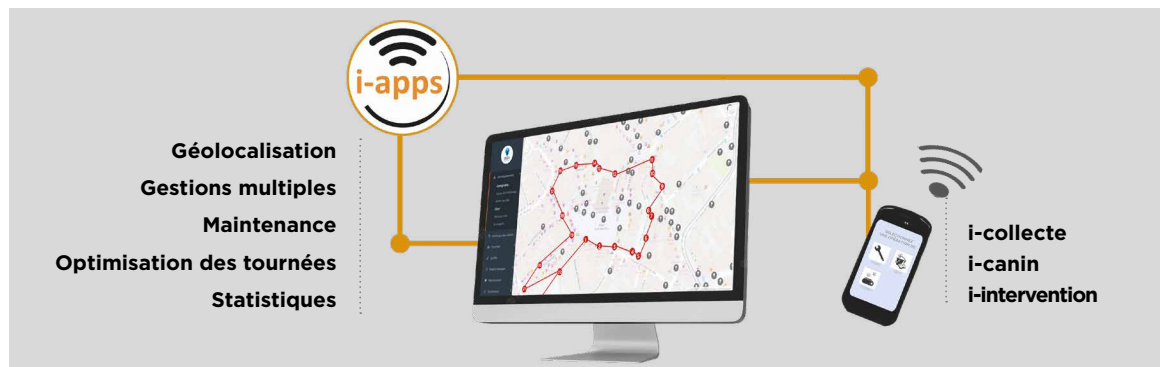 i-apps
Géolocalisation
Gestions multiples
Maintenance
Optimisation des tournées
Statistiques
i-collecte
i-canin
i-intervention